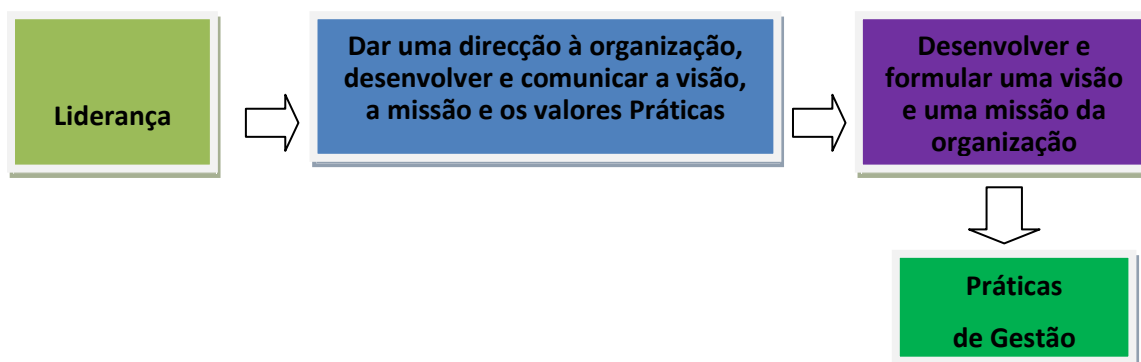 Liderança
Dar uma direcção à organização,
desenvolver e comunicar a visão,
a missão e os valores Práticas
Desenvolver e
formular uma visão
e uma missão da
organização
Práticas
de Gestão